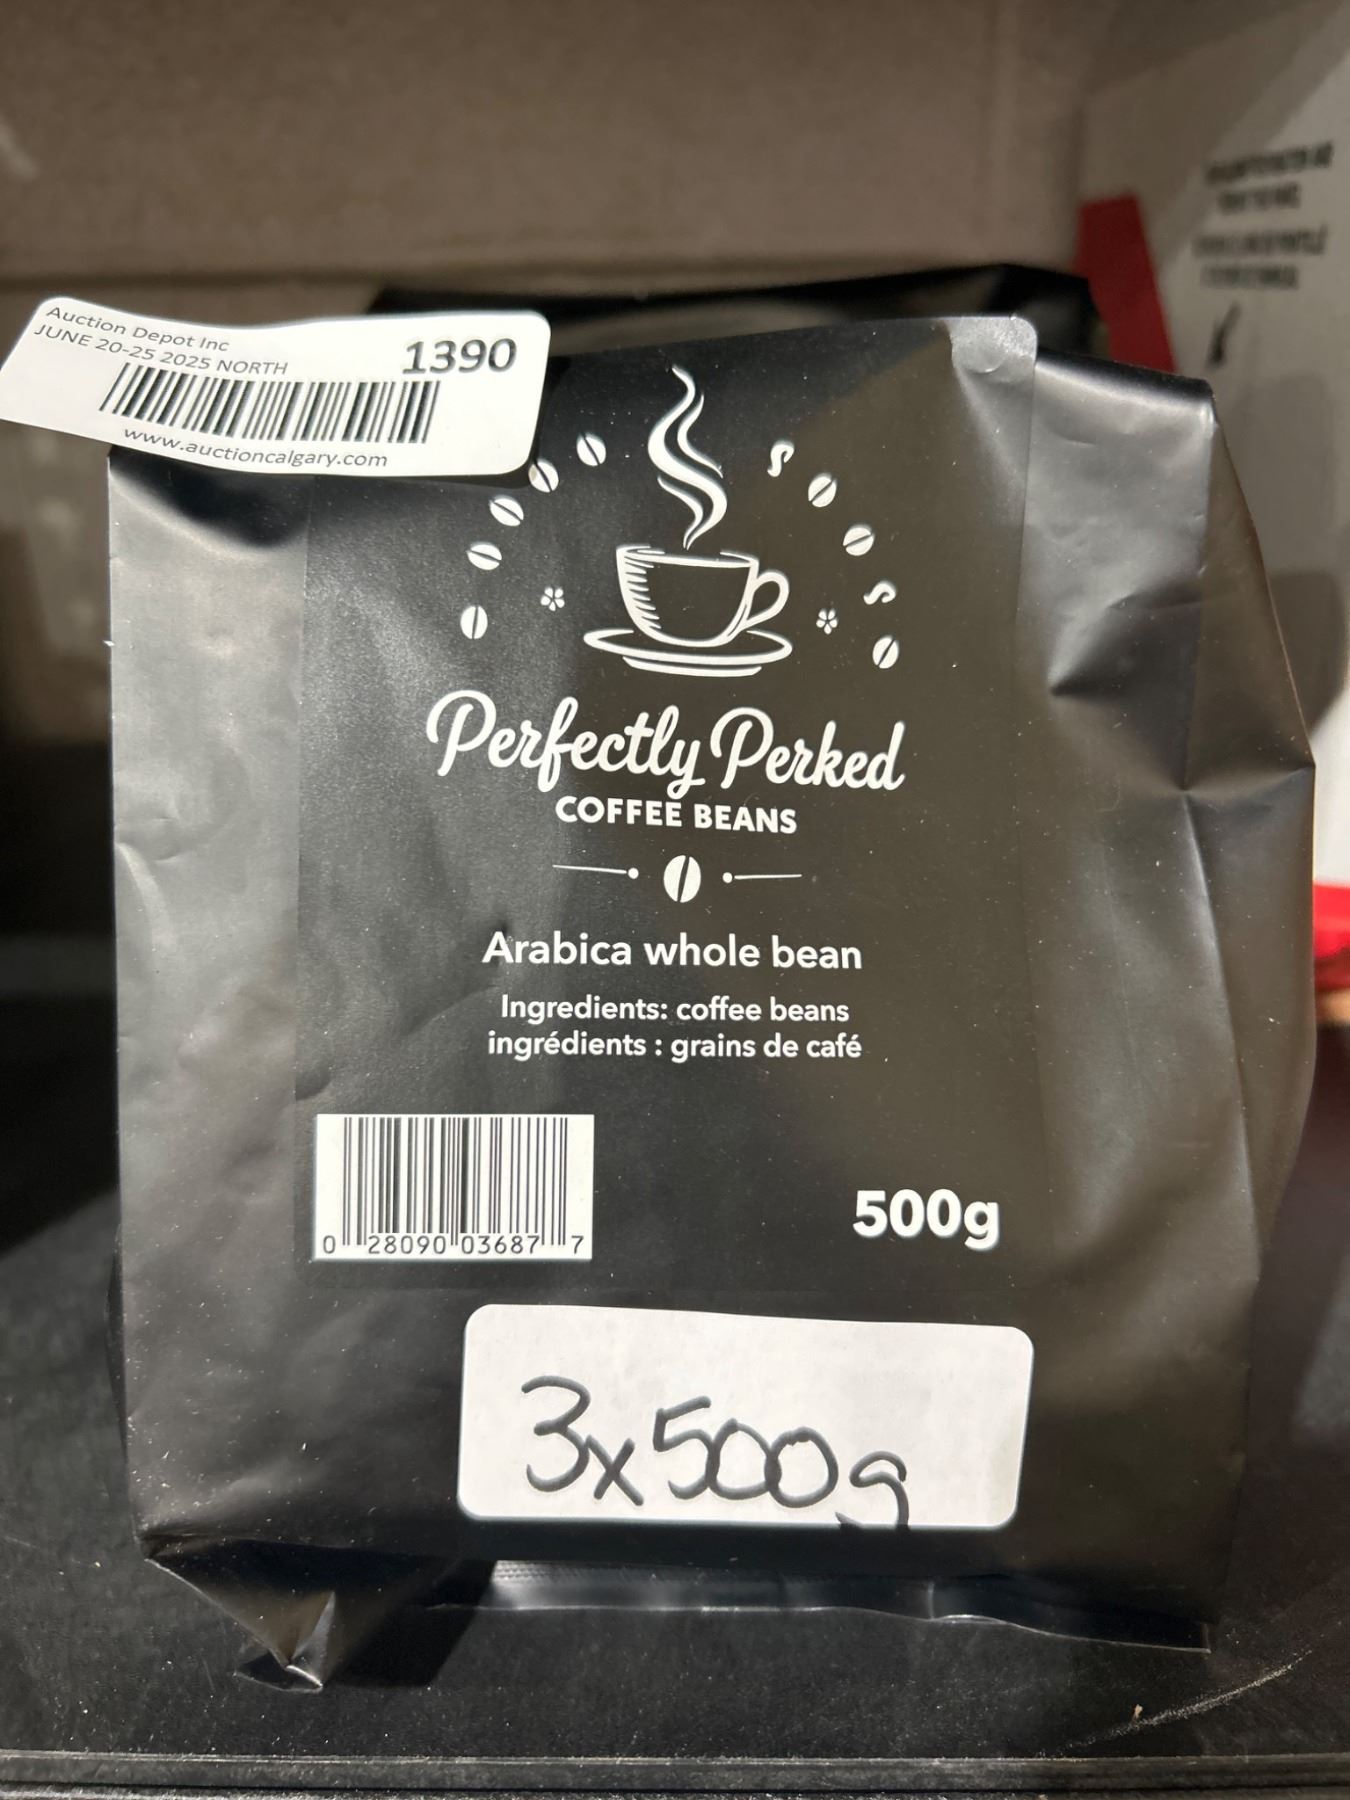 Auction Depot Inc
JUNE 20-25 2025 NORTH
1390
www.auctioncalgary.com
Perfectly Perked
COFFEE BEANS
Arabica whole bean
Ingredients: coffee beans
ingrédients : grains de café
0 28090 03687 7
500g
3x500g